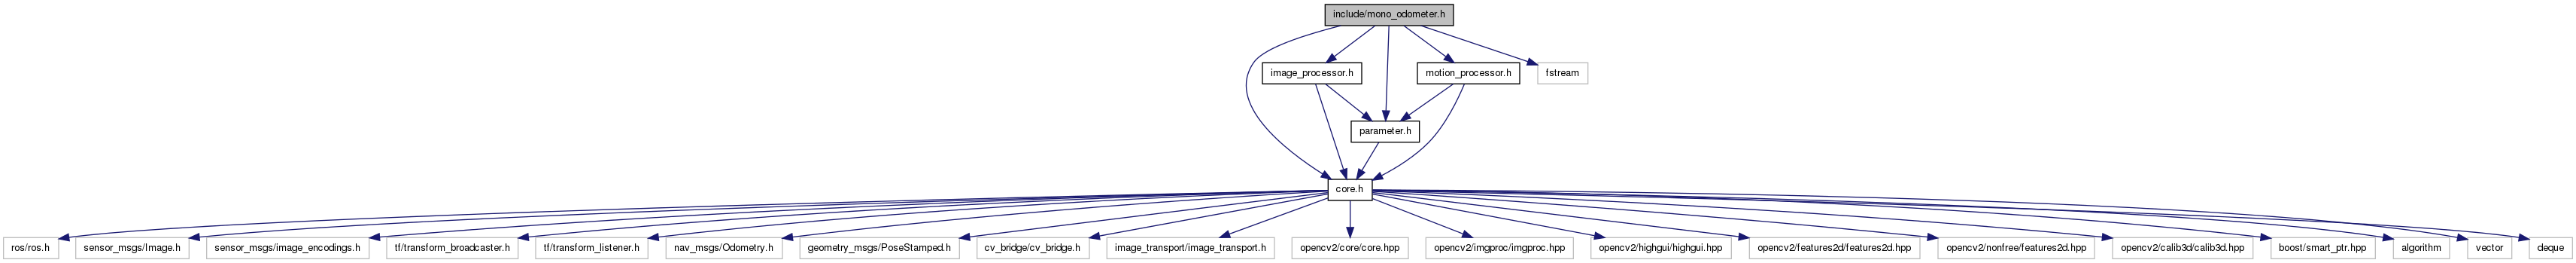 include/mono_odometer.h
image_processor.h
motion_processor.h
fstream
parameter.h
core.h
ros/ros.h
sensor_msgs/Image.h
sensor_msgs/image_encodings.h
tf/transform_broadcaster.h
tf/transform_listener.h
nav_msgs/Odometry.h
geometry_msgs/PoseStamped.h
cv_bridge/cv_bridge.h
image_transport/image_transport.h
opencv2/core/core.hpp
opencv2/imgproc/imgproc.hpp
opencv2/highgui/highgui.hpp
opencv2/features2d/features2d.hpp
opencv2/nonfree/features2d.hpp
opencv2/calib3d/calib3d.hpp
boost/smart_ptr.hpp
algorithm
vector
deque